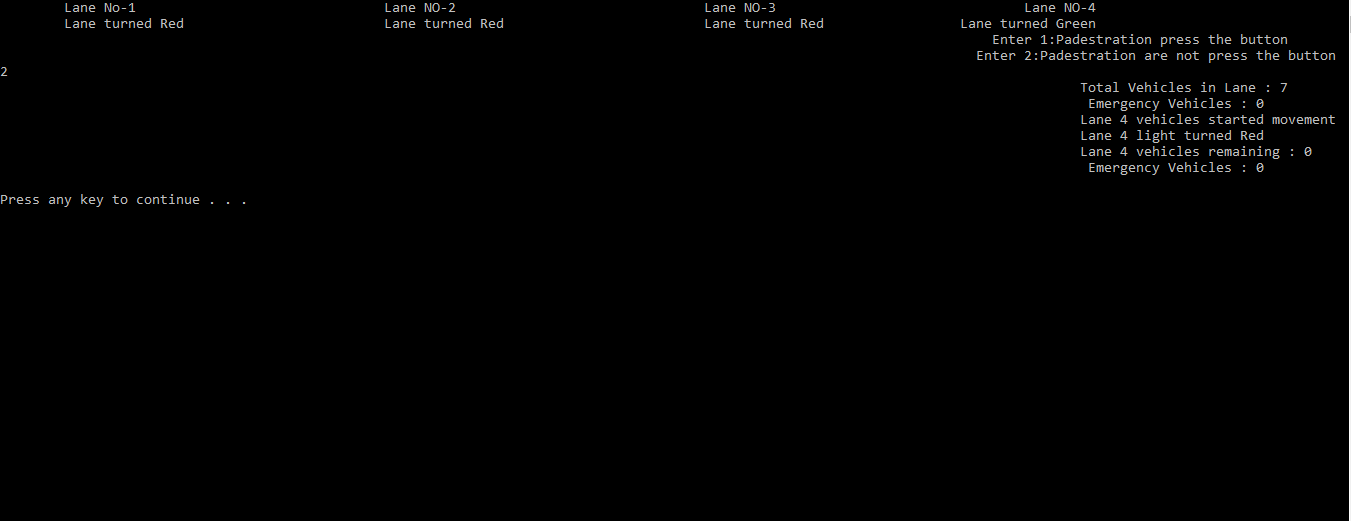 Lane No-1 Lane NO-2 Lane NO-3 Lane NO-4
Lane turned Red Lane turned Red Lane turned Red Lane turned Green
Enter 1:Padestration press the button
Enter 2:Padestration are not press the button
2
Total Vehicles in Lane : 7
Emergency Vehicles : 0
Lane 4 vehicles started movement
Lane 4 light turned Red
Lane 4 vehicles remaining : 0
Emergency Vehicles : 0
Press any key to continue . . .